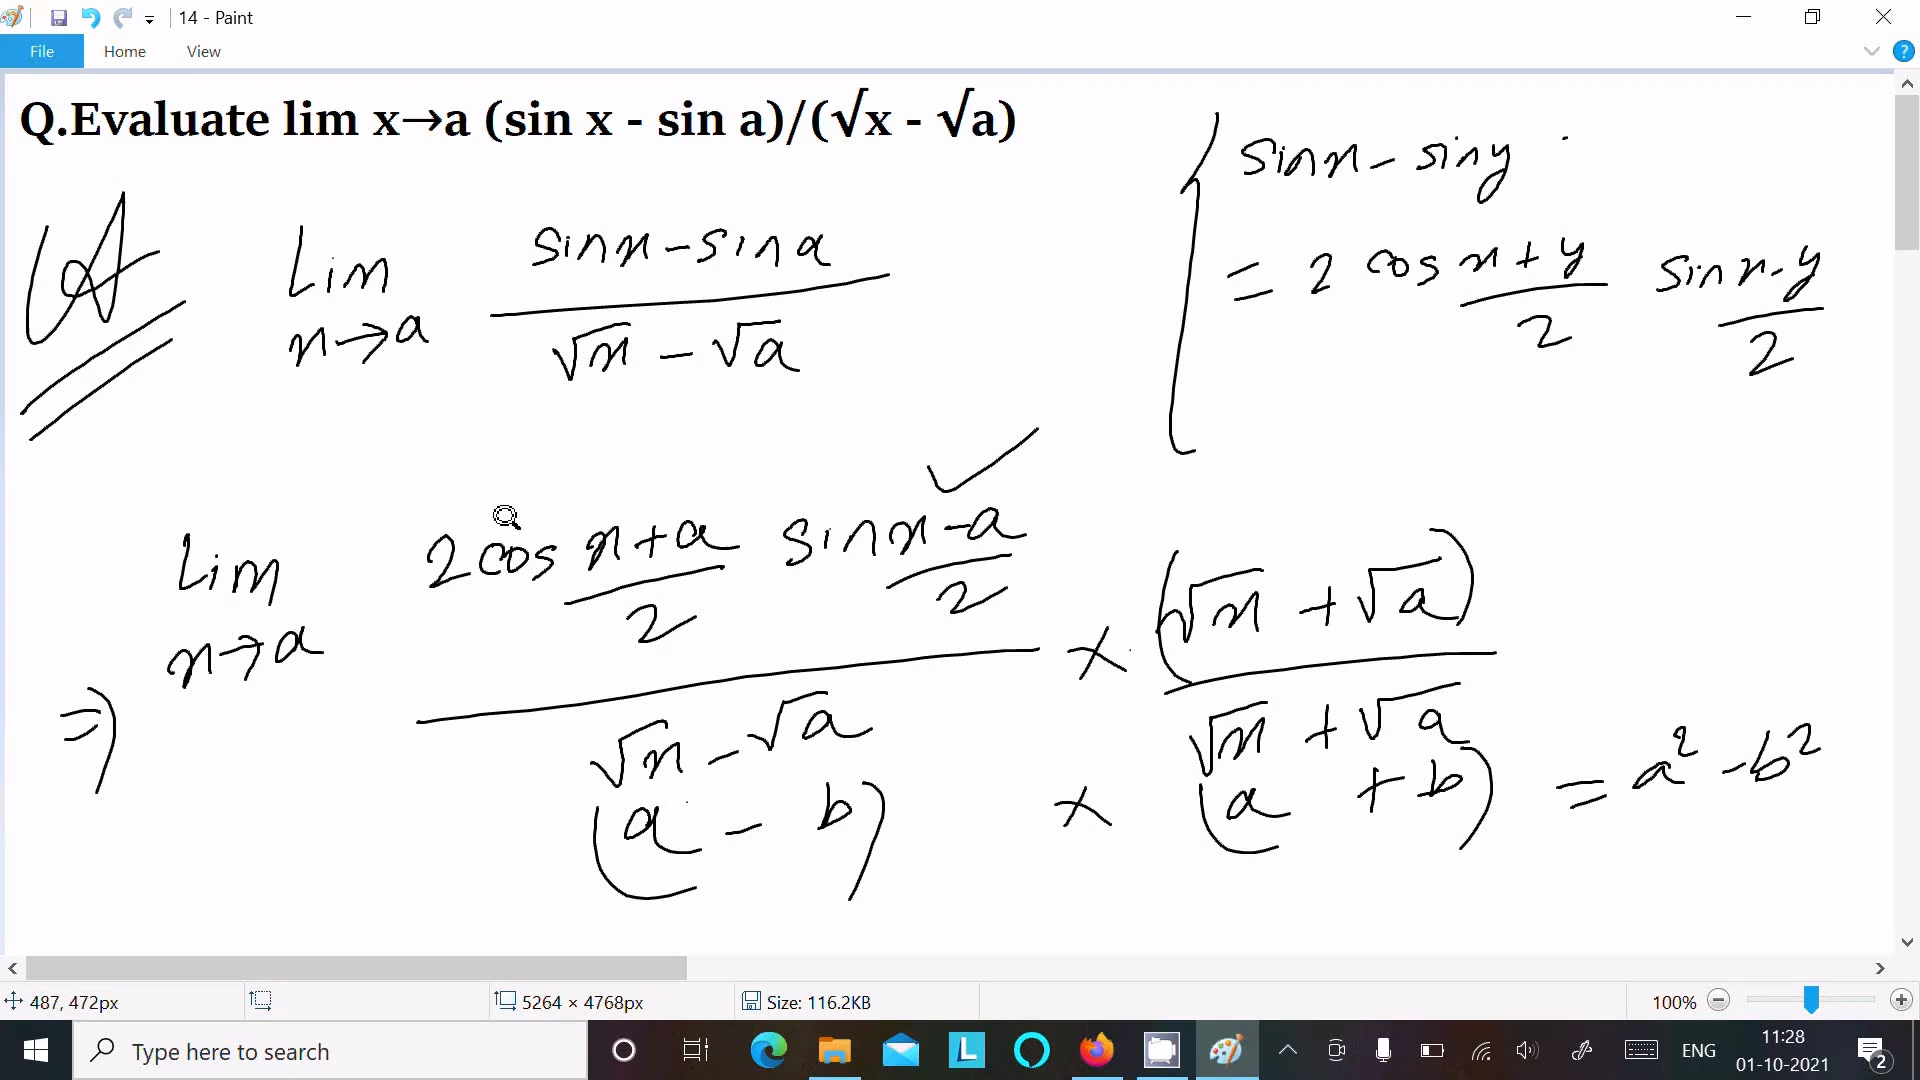 14 - Paint
File Home View
Q.Evaluate lim x→a (sin x - sin a)/(√x - √a)
A
Lim x→a (sinx - sina)/(√x - √a)
sinx - siny
= 2 cos (x+y)/2 sin (x-y)/2
⇒ Lim x→a (2cos (x+a)/2 sin (x-a)/2)/(√x - √a) × (√x + √a)/(√x + √a)
(a - b) × (a + b) = a² - b²
487, 472px 5264 × 4768px Size: 116.2KB 100%
Type here to search
L
ENG
11:28
01-10-2021
2